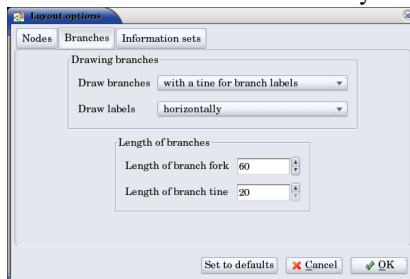 Layout options
Nodes Branches Information sets
Drawing branches
Draw branches with a tine for branch labels
Draw labels horizontally
Length of branches
Length of branch fork 60
Length of branch tine 20
Set to defaults Cancel OK